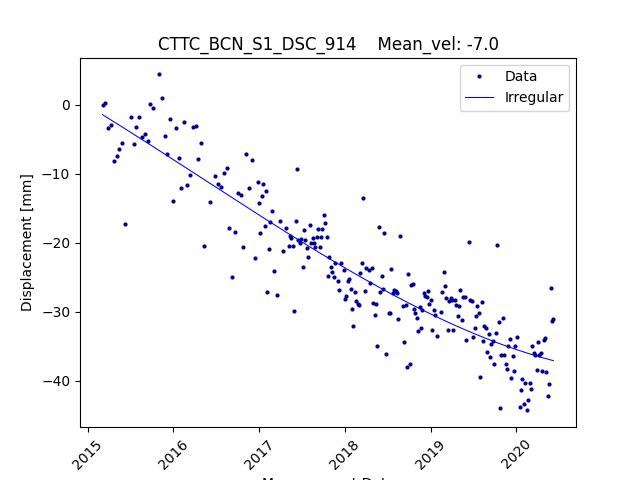 CTTC_BCN_S1_DSC_914    Mean_vel: -7.0
Data
Irregular
Displacement [mm]
0
−10
−20
−30
−40
2015
2016
2017
2018
2019
2020